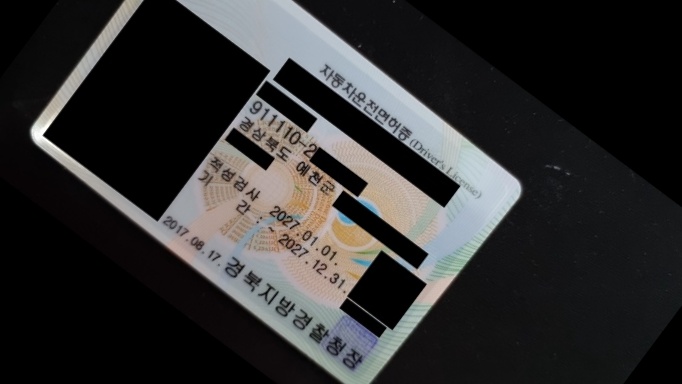 자동차운전면허증 (Driver's License)
911110-2
경상북도 예천군
적성검사 2027.01.01.
기 간 : ~ 2027.12.31.
2017.08.17.
경북지방경찰청장